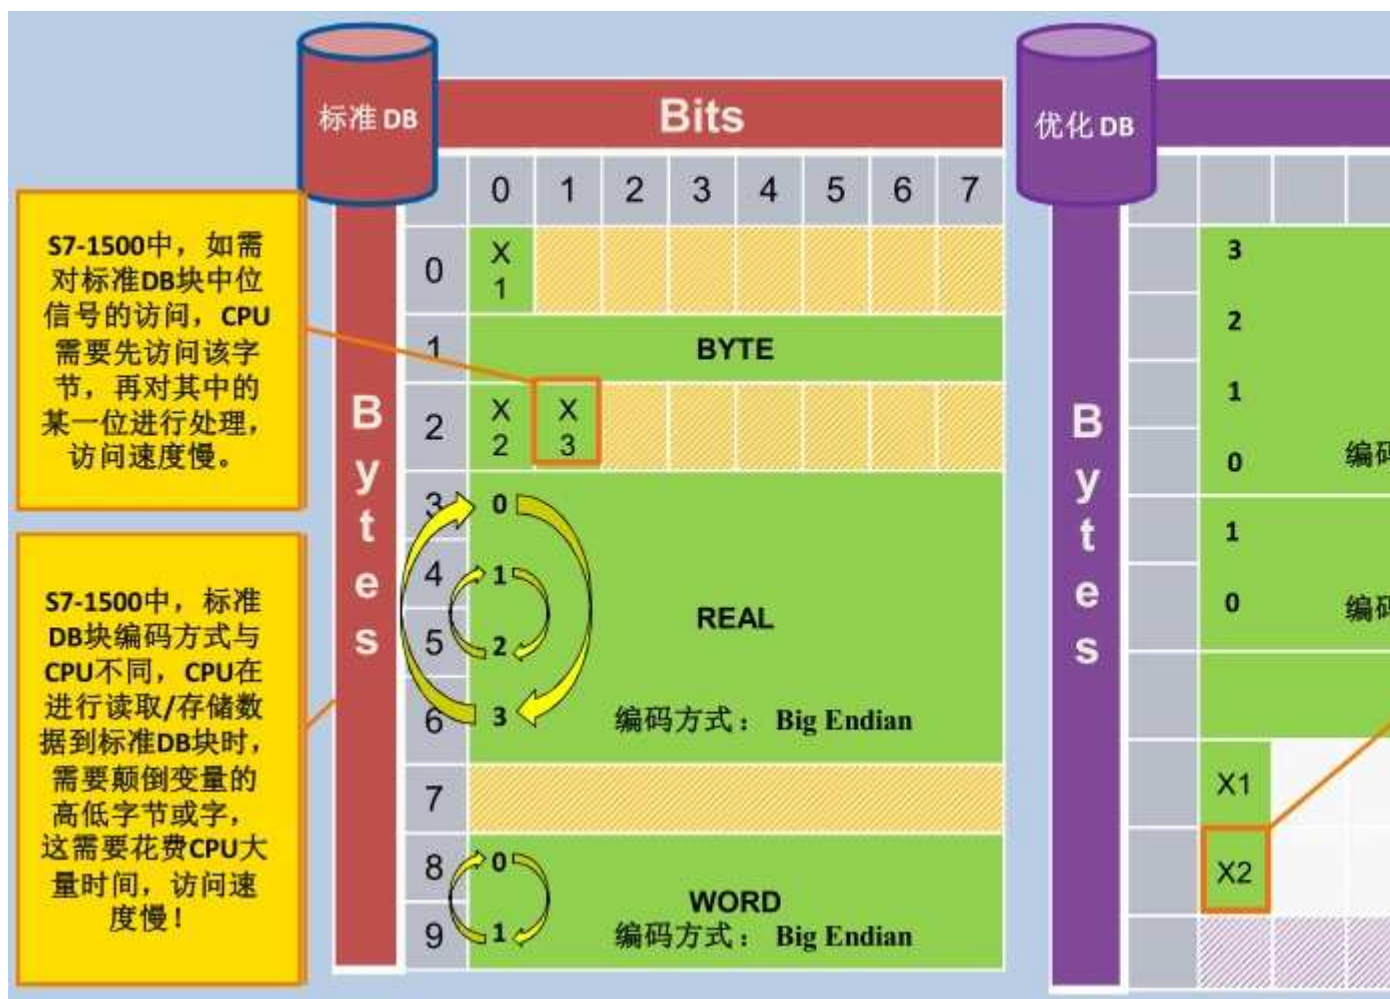 标准 DB
Bits
0 1 2 3 4 5 6 7
S7-1500中，如需
对标准DB块中位
信号的访问，CPU
需要先访问该字
节，再对其中的
某一位进行处理，
访问速度慢。
S7-1500中，标准
DB块编码方式与
CPU不同，CPU在
进行读取/存储数
据到标准DB块时，
需要颠倒变量的
高低字节或字，
这需要花费CPU大
量时间，访问速
度慢！
Bytes
0
X
1
1
BYTE
2
X
2
X
3
3
0
4
1
REAL
5
2
6
3
编码方式： Big Endian
7
8
0
WORD
9
1
编码方式： Big Endian
优化 DB
Bytes
3
2
1
0
编码
1
0
编码
X1
X2